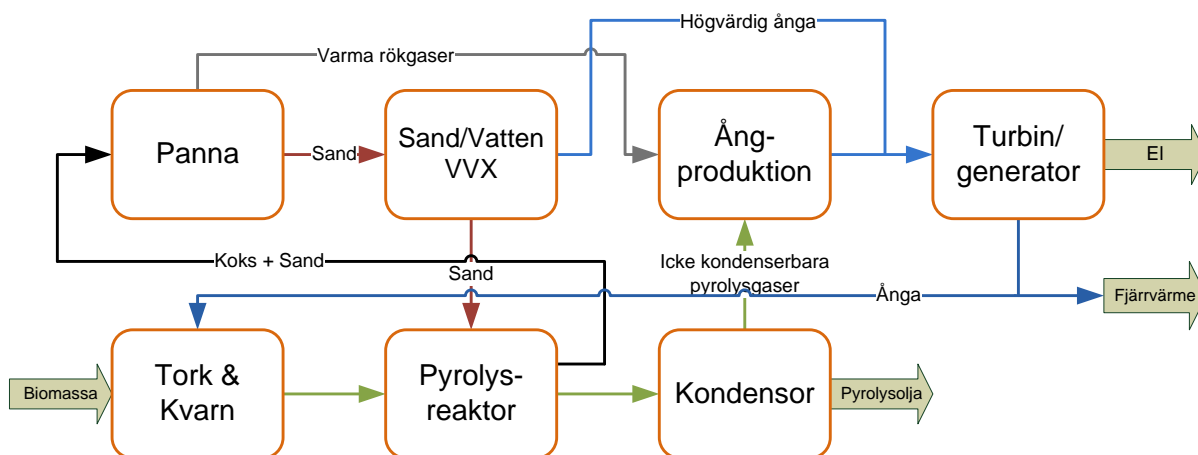 Högvärdig ånga
Varma rökgaser
Panna
Sand
Sand/Vatten
VVX
Ång-
produktion
Turbin/
generator
El
Koks + Sand
Sand
Icke kondenserbara
pyrolysgaser
Ånga
Fjärrvärme
Biomassa
Tork &
Kvarn
Pyrolys-
reaktor
Kondensor
Pyrolysolja